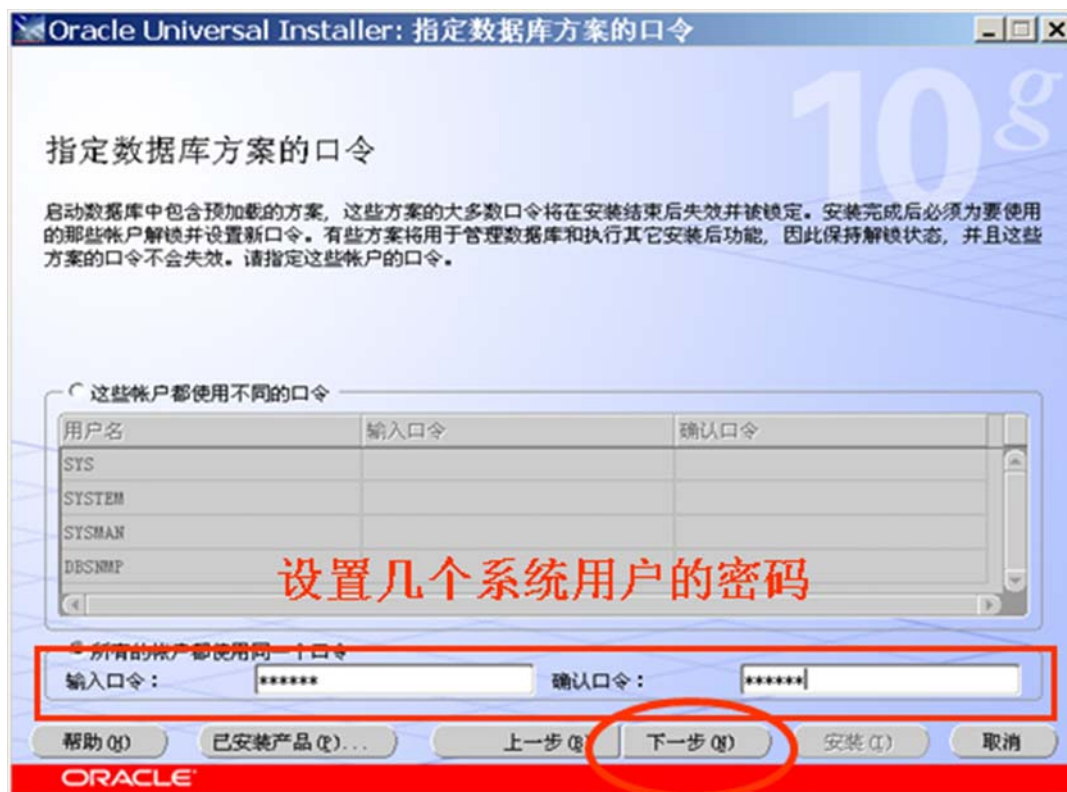 Oracle Universal Installer: 指定数据库方案的口令
10g
指定数据库方案的口令
启动数据库中包含预加载的方案, 这些方案的大多数口令将在安装结束后失效并被锁定。安装完成后必须为要使用
的那些帐户解锁并设置新口令。有些方案将用于管理数据库和执行其它安装后功能, 因此保持解锁状态, 并且这些
方案的口令不会失效。请指定这些帐户的口令。
这些帐户都使用不同的口令
用户名 输入口令 确认口令
SYS
SYSTEM
SYSMAN
DBSNMP
设置几个系统用户的密码
所有的帐户都使用同一个口令
输入口令: ****** 确认口令: ******
帮助(H) 已安装产品(P)... 上一步(B) 下一步(N) 安装(I) 取消
ORACLE